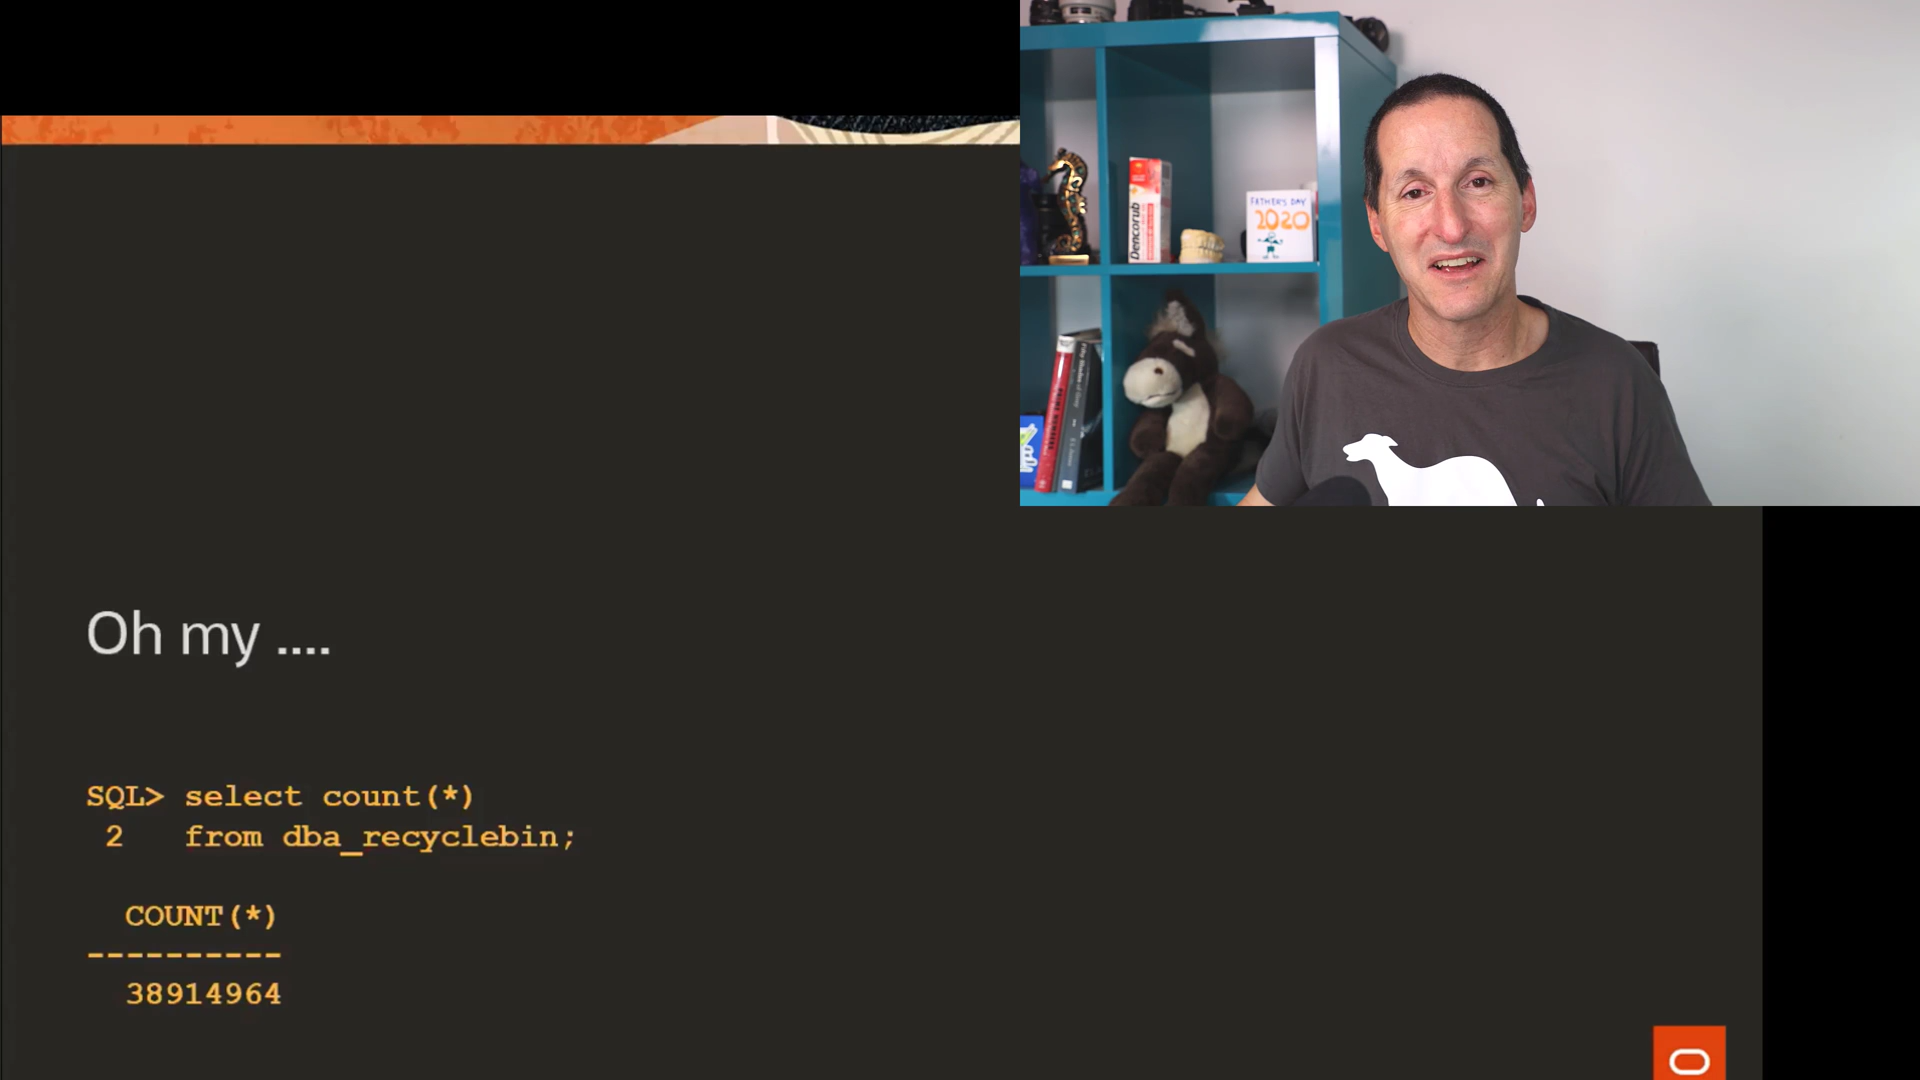 Dencorub
FATHER'S DAY
2020
Oh my ....
SQL> select count(*)
2 from dba_recyclebin;
COUNT(*)
----------
38914964